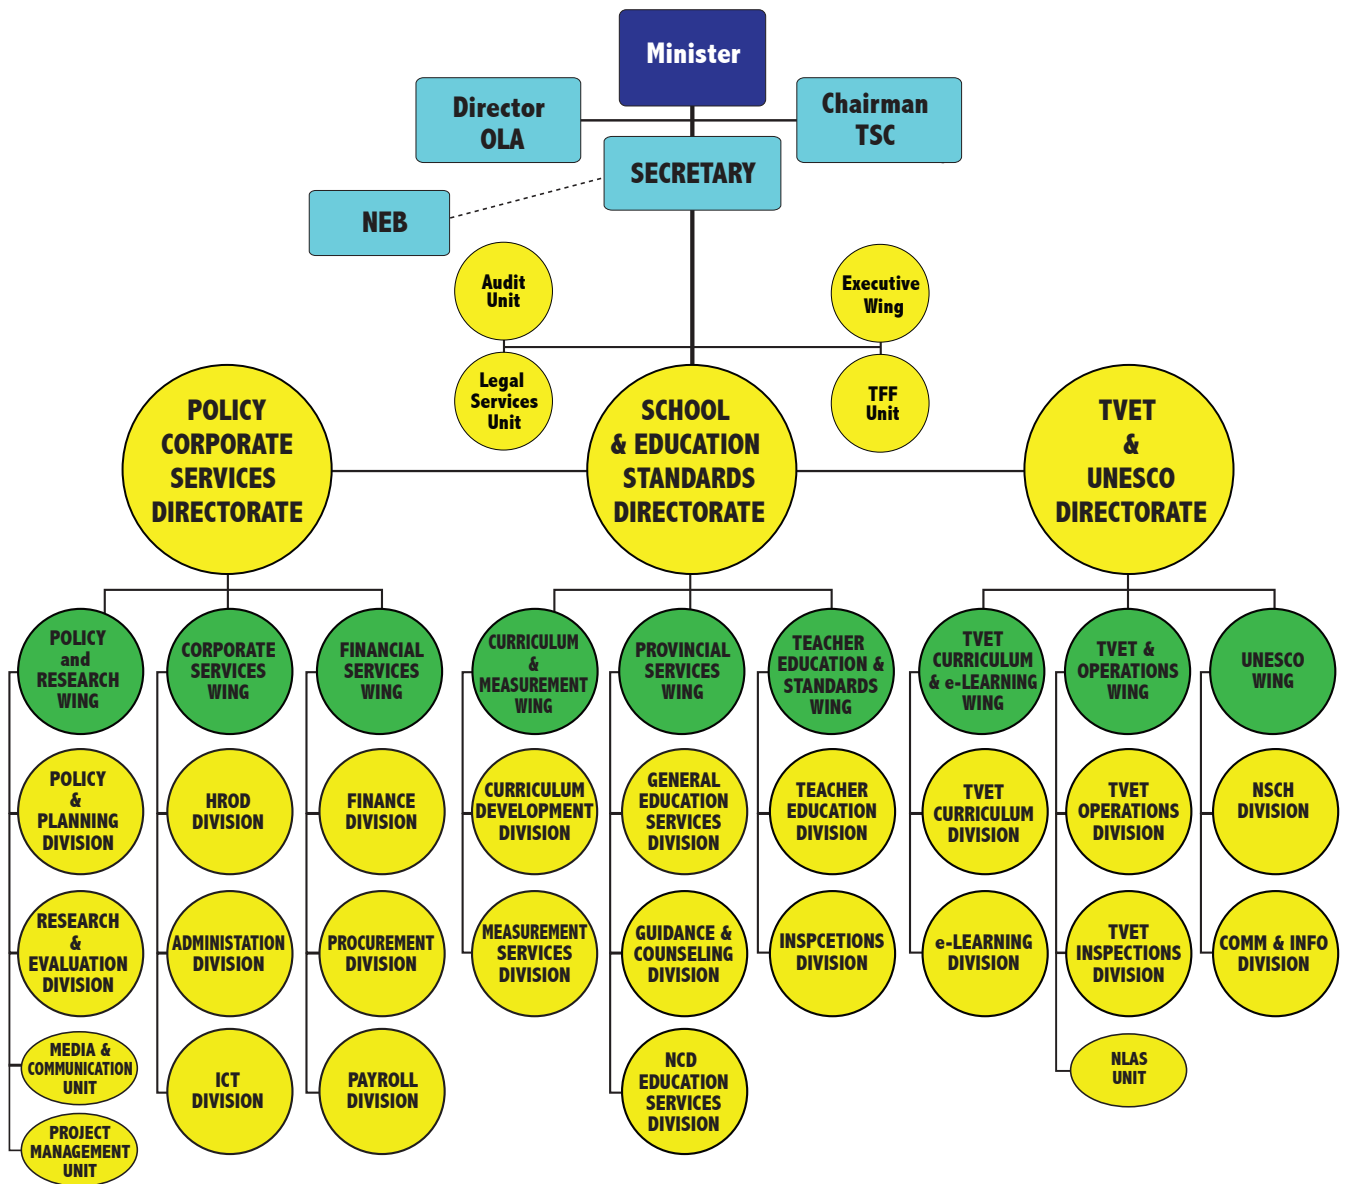 Minister
Director
OLA
Chairman
TSC
SECRETARY
NEB
Audit
Unit
Executive
Wing
Legal
Services
Unit
TFF
Unit
POLICY
CORPORATE
SERVICES
DIRECTORATE
SCHOOL
& EDUCATION
STANDARDS
DIRECTORATE
TVET
&
UNESCO
DIRECTORATE
POLICY
and
RESEARCH
WING
CORPORATE
SERVICES
WING
FINANCIAL
SERVICES
WING
CURRICULUM
&
MEASUREMENT
WING
PROVINCIAL
SERVICES
WING
TEACHER
EDUCATION &
STANDARDS
WING
TVET
CURRICULUM
& e-LEARNING
WING
TVET &
OPERATIONS
WING
UNESCO
WING
POLICY
&
PLANNING
DIVISION
HROD
DIVISION
FINANCE
DIVISION
CURRICULUM
DEVELOPMENT
DIVISION
GENERAL
EDUCATION
SERVICES
DIVISION
TEACHER
EDUCATION
DIVISION
TVET
CURRICULUM
DIVISION
TVET
OPERATIONS
DIVISION
NSCH
DIVISION
RESEARCH
&
EVALUATION
DIVISION
ADMINISTATION
DIVISION
PROCUREMENT
DIVISION
MEASUREMENT
SERVICES
DIVISION
GUIDANCE &
COUNSELING
DIVISION
INSPCETIONS
DIVISION
e-LEARNING
DIVISION
TVET
INSPECTIONS
DIVISION
COMM & INFO
DIVISION
MEDIA &
COMMUNICATION
UNIT
ICT
DIVISION
PAYROLL
DIVISION
NCD
EDUCATION
SERVICES
DIVISION
NLAS
UNIT
PROJECT
MANAGEMENT
UNIT